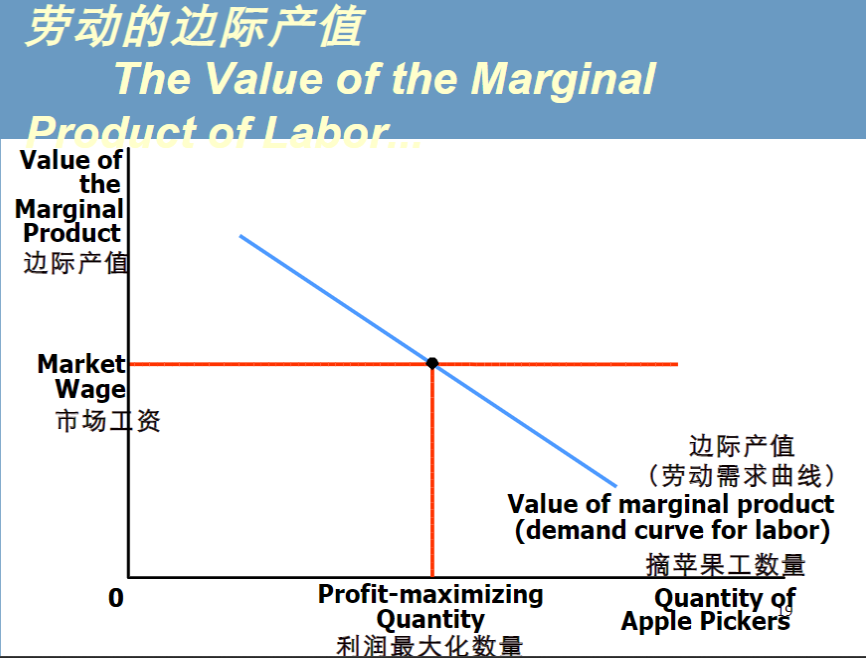 劳动的边际产值
The Value of the Marginal
Product of Labor...
Value of
the
Marginal
Product
边际产值
Market
Wage
市场工资
边际产值
（劳动需求曲线）
Value of marginal product
(demand curve for labor)
摘苹果工数量
0
Profit-maximizing
Quantity
利润最大化数量
Quantity of
Apple Pickers
19